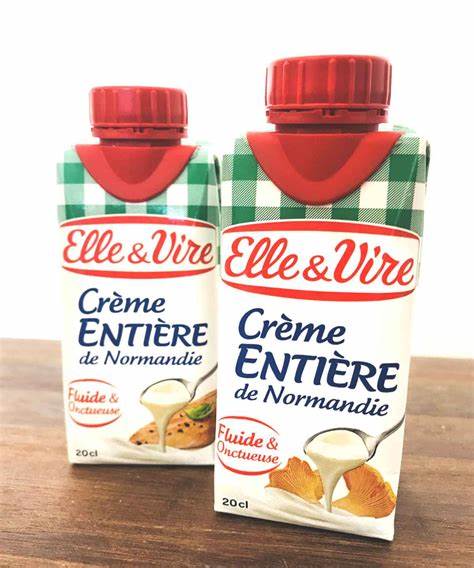 Elle & Vire
Crème
ENTIÈRE
de Normandie
Fluide &
Onctueuse
20cl
Elle & Vire
Crème
ENTIÈRE
de Normandie
Fluide &
Onctueuse
20cl